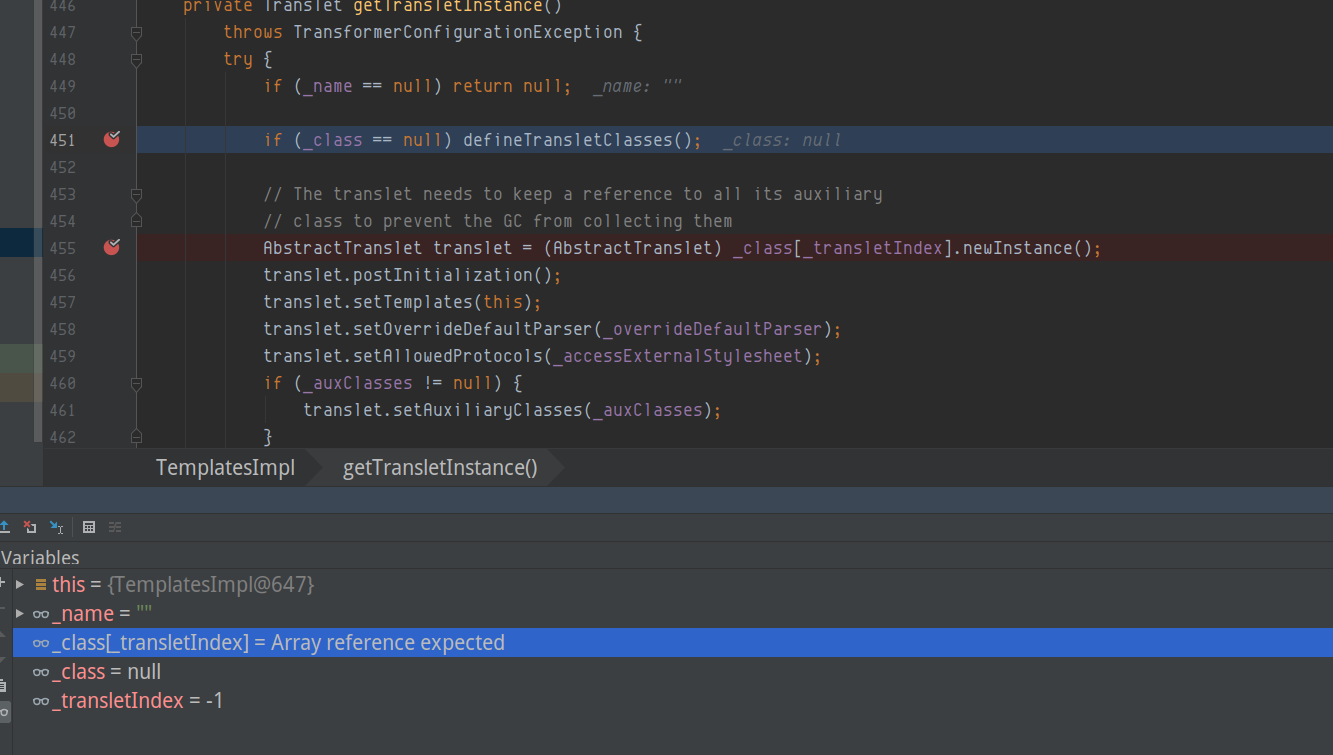 446 private Translet getTransletInstance()
447 throws TransformerConfigurationException {
448 try {
449 if (_name == null) return null; _name: ""
450
451 if (_class == null) defineTransletClasses(); _class: null
452
453 // The translet needs to keep a reference to all its auxiliary
454 // class to prevent the GC from collecting them
455 AbstractTranslet translet = (AbstractTranslet) _class[_transletIndex].newInstance();
456 translet.postInitialization();
457 translet.setTemplates(this);
458 translet.setOverrideDefaultParser(_overrideDefaultParser);
459 translet.setAllowedProtocols(_accessExternalStylesheet);
460 if (_auxClasses != null) {
461 translet.setAuxiliaryClasses(_auxClasses);
462 }
TemplatesImpl getTransletInstance()
Variables
this = {TemplatesImpl@647}
_name = ""
_class[_transletIndex] = Array reference expected
_class = null
_transletIndex = -1